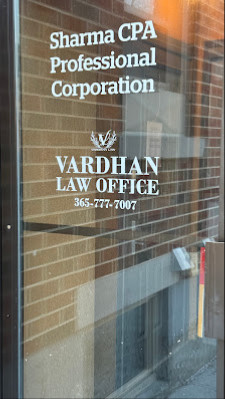 Sharma CPA
Professional
Corporation
VARDHAN
LAW OFFICE
365-777-7007